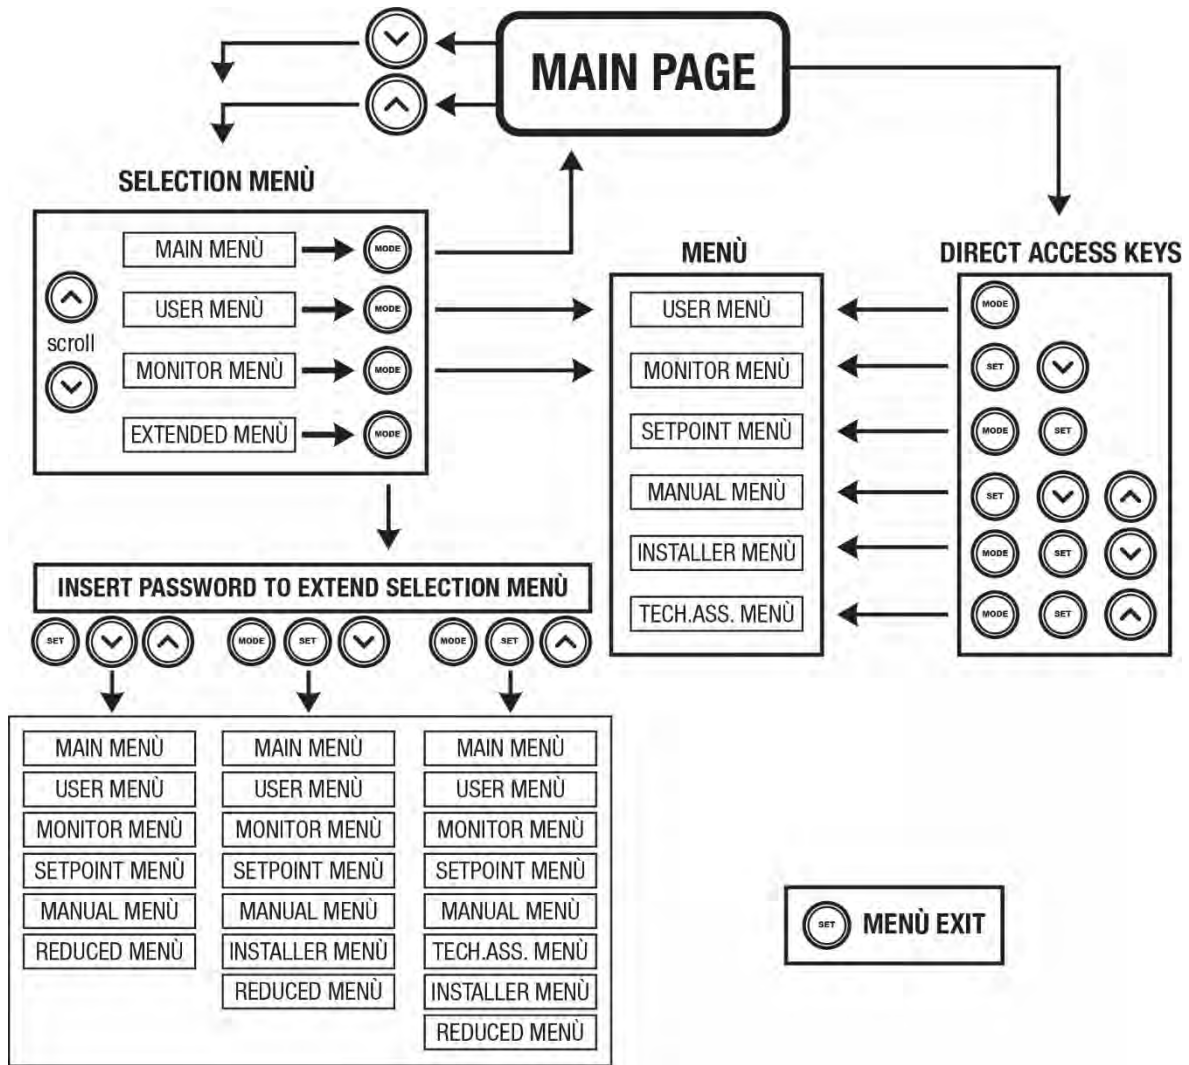 MAIN PAGE
SELECTION MENÙ
MAIN MENÙ MODE
USER MENÙ MODE
scroll
MONITOR MENÙ MODE
EXTENDED MENÙ MODE
MENÙ
USER MENÙ
MONITOR MENÙ
SETPOINT MENÙ
MANUAL MENÙ
INSTALLER MENÙ
TECH.ASS. MENÙ
DIRECT ACCESS KEYS
MODE
SET
MODE SET
SET
MODE SET
MODE SET
INSERT PASSWORD TO EXTEND SELECTION MENÙ
SET MODE SET MODE SET
MAIN MENÙ
USER MENÙ
MONITOR MENÙ
SETPOINT MENÙ
MANUAL MENÙ
REDUCED MENÙ
MAIN MENÙ
USER MENÙ
MONITOR MENÙ
SETPOINT MENÙ
MANUAL MENÙ
INSTALLER MENÙ
REDUCED MENÙ
MAIN MENÙ
USER MENÙ
MONITOR MENÙ
SETPOINT MENÙ
MANUAL MENÙ
TECH.ASS. MENÙ
INSTALLER MENÙ
REDUCED MENÙ
SET MENÙ EXIT